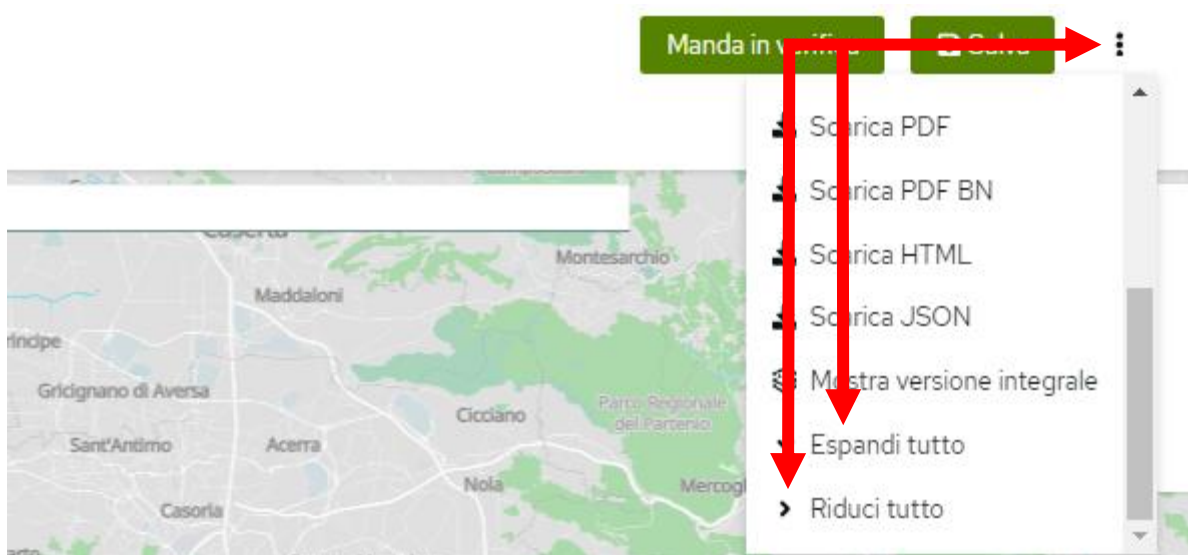 Manda in verifica
Salva
Scarica PDF
Scarica PDF BN
Scarica HTML
Scarica JSON
Mostra versione integrale
Espandi tutto
Riduci tutto
Caserta
Montesarchio
Maddaloni
Gricignano di Aversa
Cicciano
Parco Regionale
del Partenio
Sant'Antimo
Acerra
Nola
Casoria